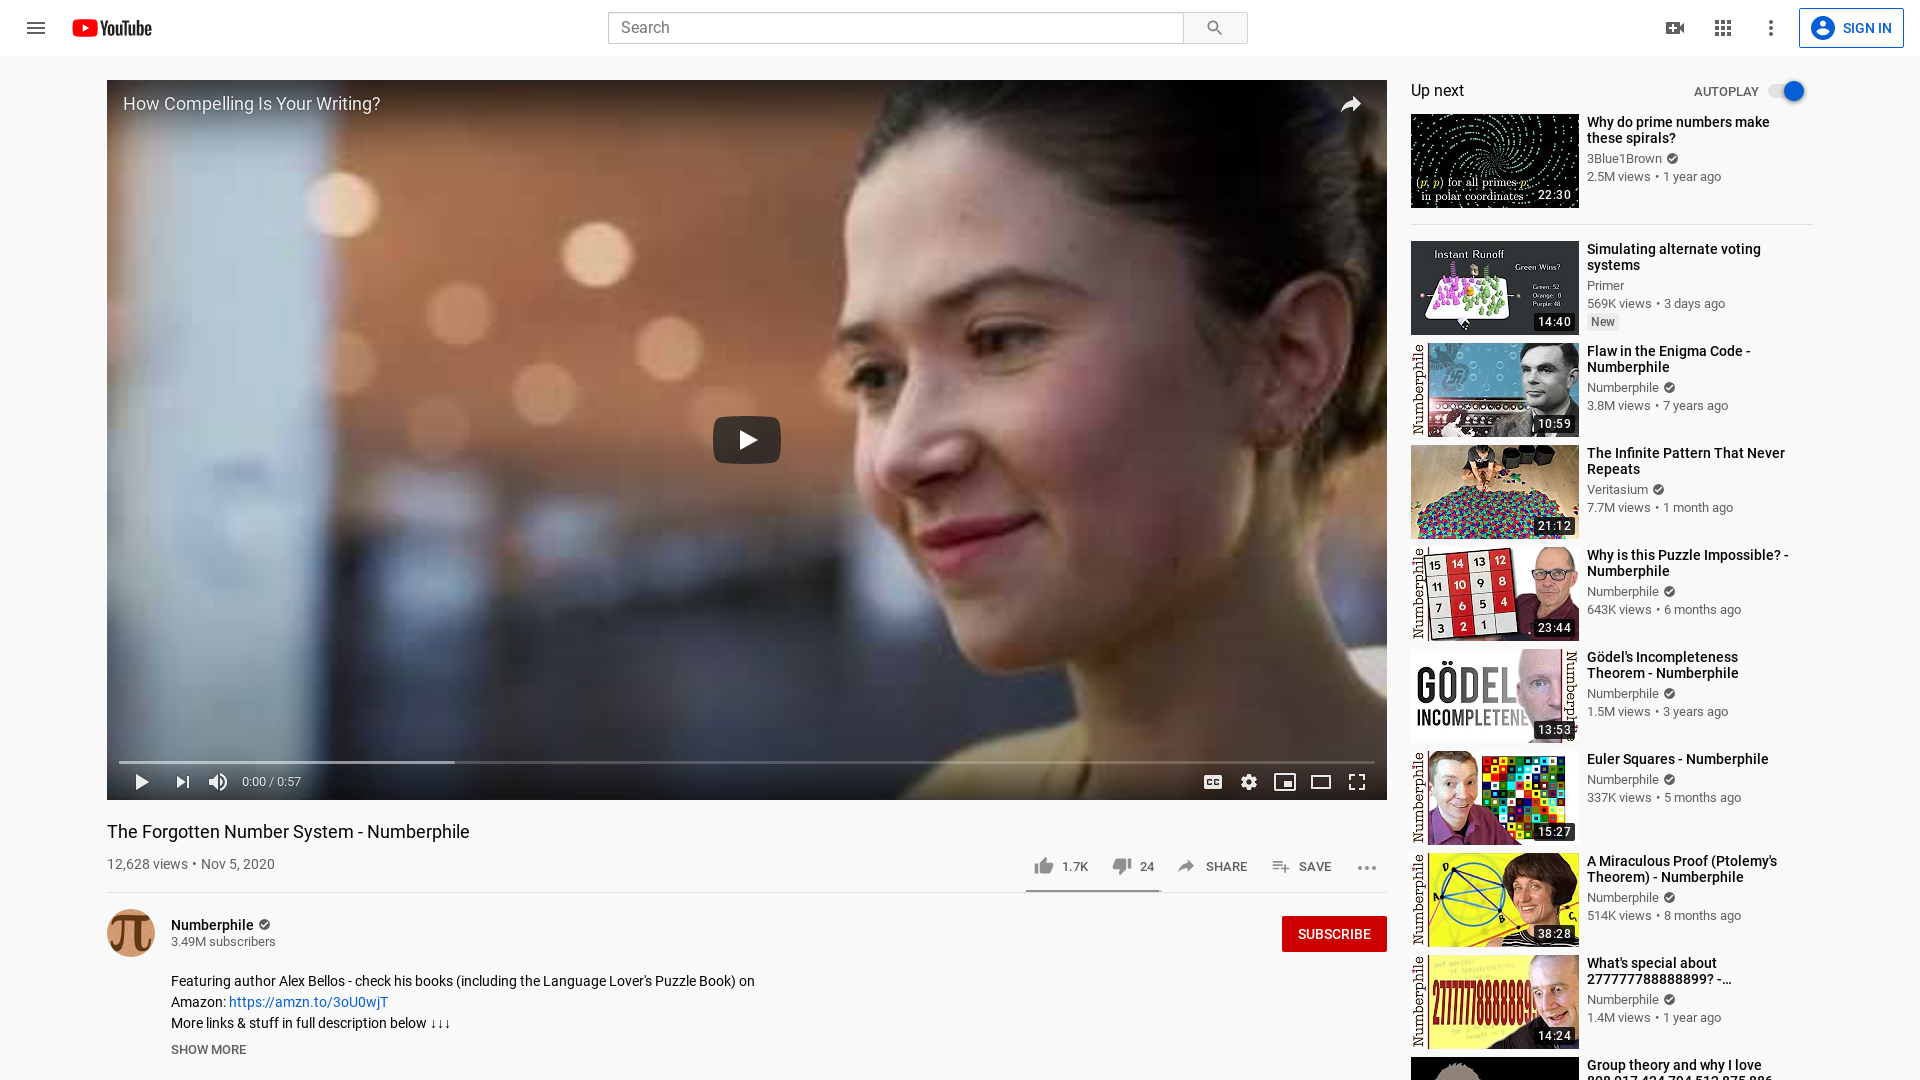 YouTube
Search
SIGN IN
How Compelling Is Your Writing?
0:00 / 0:57
The Forgotten Number System - Numberphile
12,628 views • Nov 5, 2020
1.7K
24
SHARE
SAVE
Numberphile
3.49M subscribers
SUBSCRIBE
Featuring author Alex Bellos - check his books (including the Language Lover's Puzzle Book) on
Amazon: https://amzn.to/3oU0wjT
More links & stuff in full description below ↓↓↓
SHOW MORE
Up next
AUTOPLAY
(p, p) for all primes p,
in polar coordinates
22:30
Why do prime numbers make
these spirals?
3Blue1Brown
2.5M views • 1 year ago
Instant Runoff
Green Wins?
Green: 52
Orange: 0
Purple: 48
14:40
Simulating alternate voting
systems
Primer
569K views • 3 days ago
New
Numberphile
10:59
Flaw in the Enigma Code -
Numberphile
Numberphile
3.8M views • 7 years ago
21:12
The Infinite Pattern That Never
Repeats
Veritasium
7.7M views • 1 month ago
Numberphile
15 14 13 12
11 10 9 8
7 6 5 4
3 2 1
23:44
Why is this Puzzle Impossible? -
Numberphile
Numberphile
643K views • 6 months ago
GÖDEL
INCOMPLETENE
Numberphile
13:53
Gödel's Incompleteness
Theorem - Numberphile
Numberphile
1.5M views • 3 years ago
Numberphile
15:27
Euler Squares - Numberphile
Numberphile
337K views • 5 months ago
Numberphile
D
A
B
C
38:28
A Miraculous Proof (Ptolemy's
Theorem) - Numberphile
Numberphile
514K views • 8 months ago
Numberphile
277777788888899
14:24
What's special about
277777788888899? -...
Numberphile
1.4M views • 1 year ago
Group theory and why I love